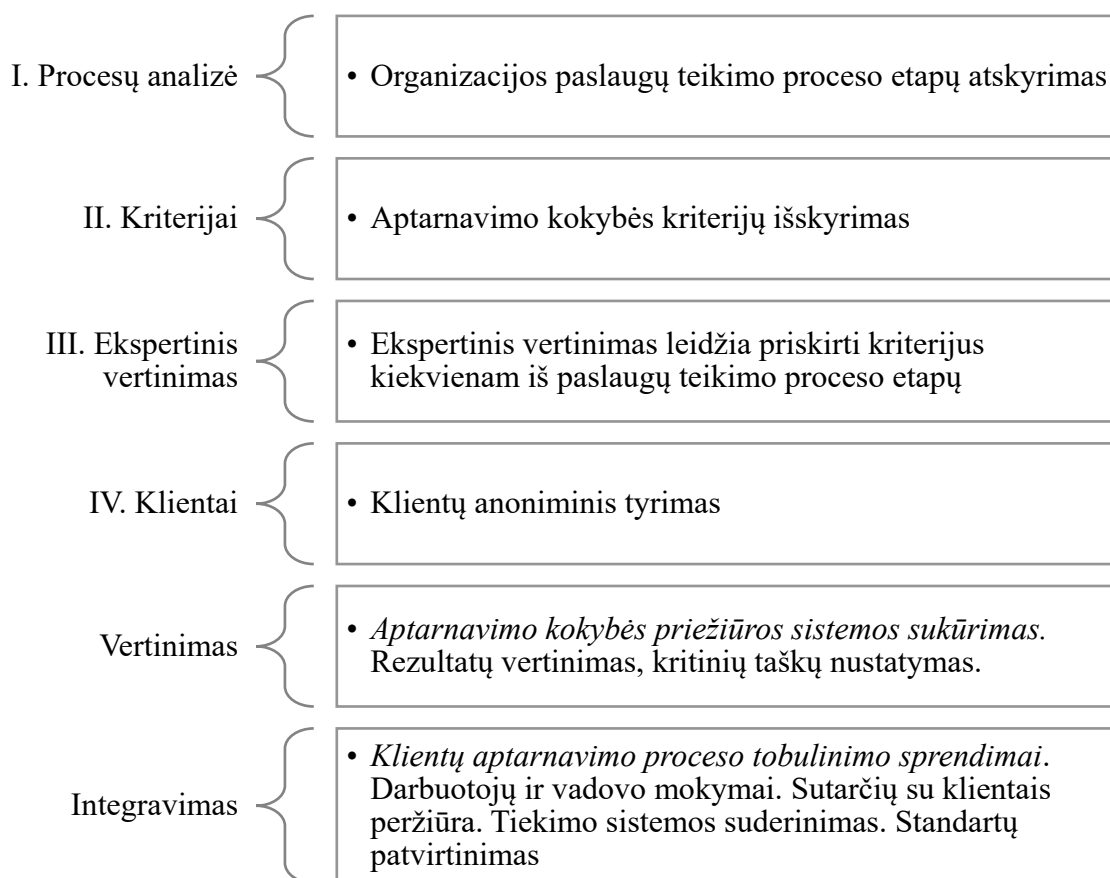 I. Procesų analizė
• Organizacijos paslaugų teikimo proceso etapų atskyrimas
II. Kriterijai
• Aptarnavimo kokybės kriterijų išskyrimas
III. Ekspertinis
vertinimas
• Ekspertinis vertinimas leidžia priskirti kriterijus
kiekvienam iš paslaugų teikimo proceso etapų
IV. Klientai
• Klientų anoniminis tyrimas
Vertinimas
• Aptarnavimo kokybės priežiūros sistemos sukūrimas.
Rezultatų vertinimas, kritinių taškų nustatymas.
Integravimas
• Klientų aptarnavimo proceso tobulinimo sprendimai.
Darbuotojų ir vadovo mokymai. Sutarčių su klientais
peržiūra. Tiekimo sistemos suderinimas. Standartų
patvirtinimas